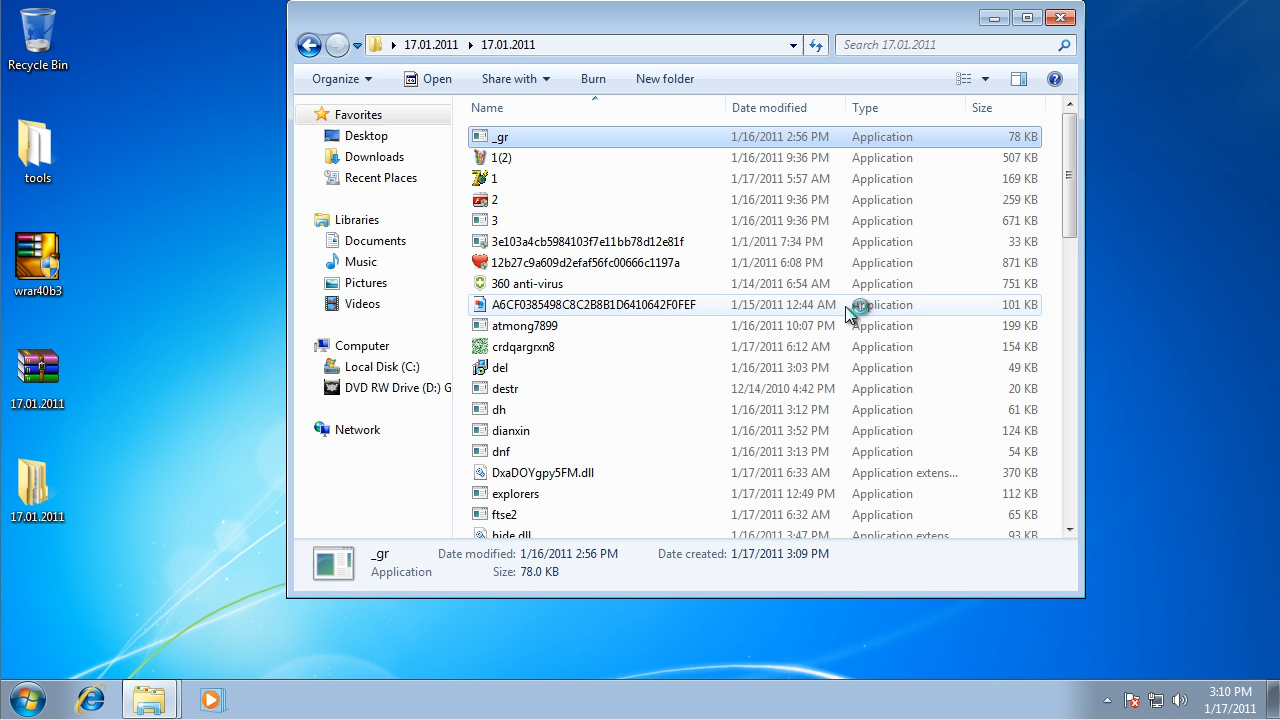 Recycle Bin
tools
wrar40b3
17.01.2011
17.01.2011
17.01.2011 17.01.2011
Search 17.01.2011
Organize Open Share with Burn New folder
Name Date modified Type Size
Favorites
Desktop
Downloads
Recent Places
Libraries
Documents
Music
Pictures
Videos
Computer
Local Disk (C:)
DVD RW Drive (D:) G
Network
_gr 1/16/2011 2:56 PM Application 78 KB
1(2) 1/16/2011 9:36 PM Application 507 KB
1 1/17/2011 5:57 AM Application 169 KB
2 1/16/2011 9:36 PM Application 259 KB
3 1/16/2011 9:36 PM Application 671 KB
3e103a4cb5984103f7e11bb78d12e81f 1/1/2011 7:34 PM Application 33 KB
12b27c9a609d2efaf56fc00666c1197a 1/1/2011 6:08 PM Application 871 KB
360 anti-virus 1/14/2011 6:54 AM Application 751 KB
A6CF0385498C8C2B8B1D6410642F0FEF 1/15/2011 12:44 AM Application 101 KB
atmong7899 1/16/2011 10:07 PM Application 199 KB
crdqargrxn8 1/17/2011 6:12 AM Application 154 KB
del 1/16/2011 3:03 PM Application 49 KB
destr 12/14/2010 4:42 PM Application 20 KB
dh 1/16/2011 3:12 PM Application 61 KB
dianxin 1/16/2011 3:52 PM Application 124 KB
dnf 1/16/2011 3:13 PM Application 54 KB
DxaDOYgpy5FM.dll 1/17/2011 6:33 AM Application extens... 370 KB
explorers 1/17/2011 12:49 PM Application 112 KB
ftse2 1/17/2011 6:32 AM Application 65 KB
hide.dll 1/16/2011 3:47 PM Application extens... 93 KB
_gr Date modified: 1/16/2011 2:56 PM Date created: 1/17/2011 3:09 PM
Application Size: 78.0 KB
3:10 PM
1/17/2011